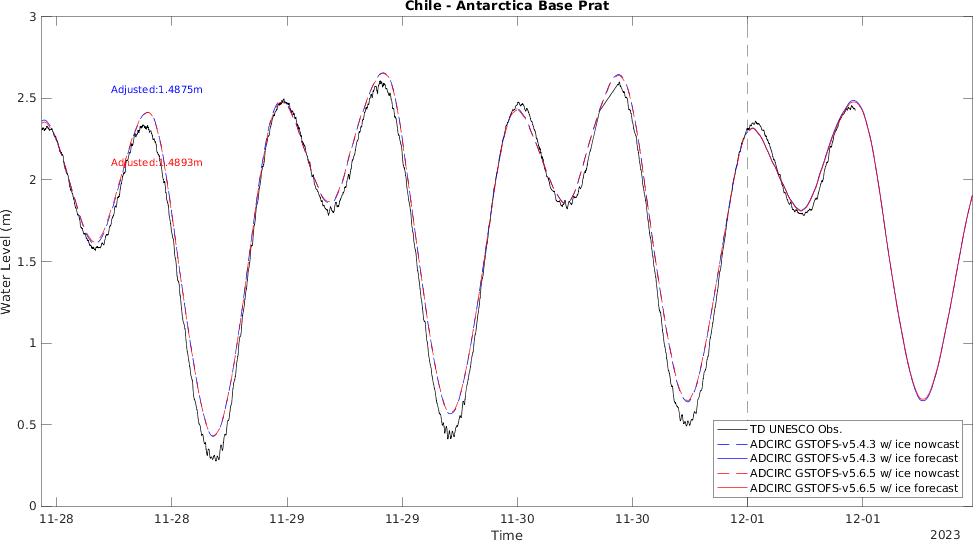 Chile - Antarctica Base Prat
3
2.5
2
1.5
1
0.5
0
Water Level (m)
Adjusted:1.4875m
Adjusted:1.4893m
TD UNESCO Obs.
ADCIRC GSTOFS-v5.4.3 w/ ice nowcast
ADCIRC GSTOFS-v5.4.3 w/ ice forecast
ADCIRC GSTOFS-v5.6.5 w/ ice nowcast
ADCIRC GSTOFS-v5.6.5 w/ ice forecast
11-28 11-28 11-29 11-29 11-30 11-30 12-01 12-01
Time
2023